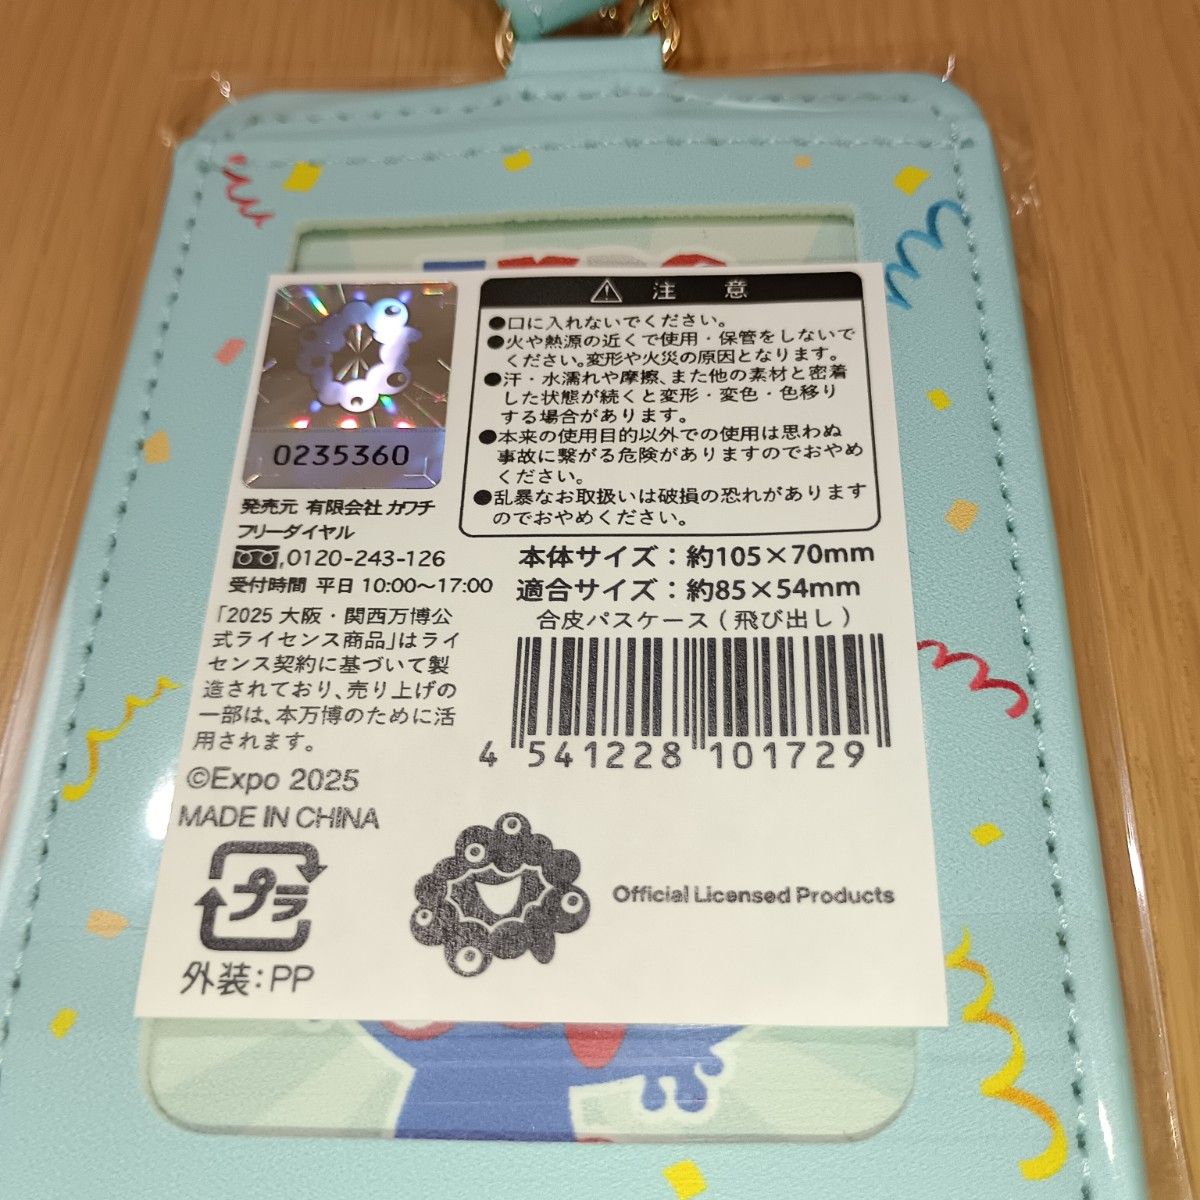 EXPO
0235360
発売元 有限会社 カワチ
フリーダイヤル
0120-243-126
受付時間 平日 10:00～17:00
「2025 大阪・関西万博公
式ライセンス商品」はライ
センス契約に基づいて製
造されており、売り上げの
一部は、本万博のために活
用されます。
©Expo 2025
MADE IN CHINA
プラ
外装:PP
注 意
●口に入れないでください。
●火や熱源の近くで使用・保管をしないで
ください。変形や火災の原因となります。
●汗・水濡れや摩擦、また他の素材と密着
した状態が続くと変形・変色・色移り
する場合があります。
●本来の使用目的以外での使用は思わぬ
事故に繋がる危険がありますのでおやめ
ください。
●乱暴なお取扱いは破損の恐れがあります
のでおやめください。
本体サイズ：約105×70mm
適合サイズ：約85×54mm
合皮パスケース（飛び出し）
4 541228 101729
Official Licensed Products